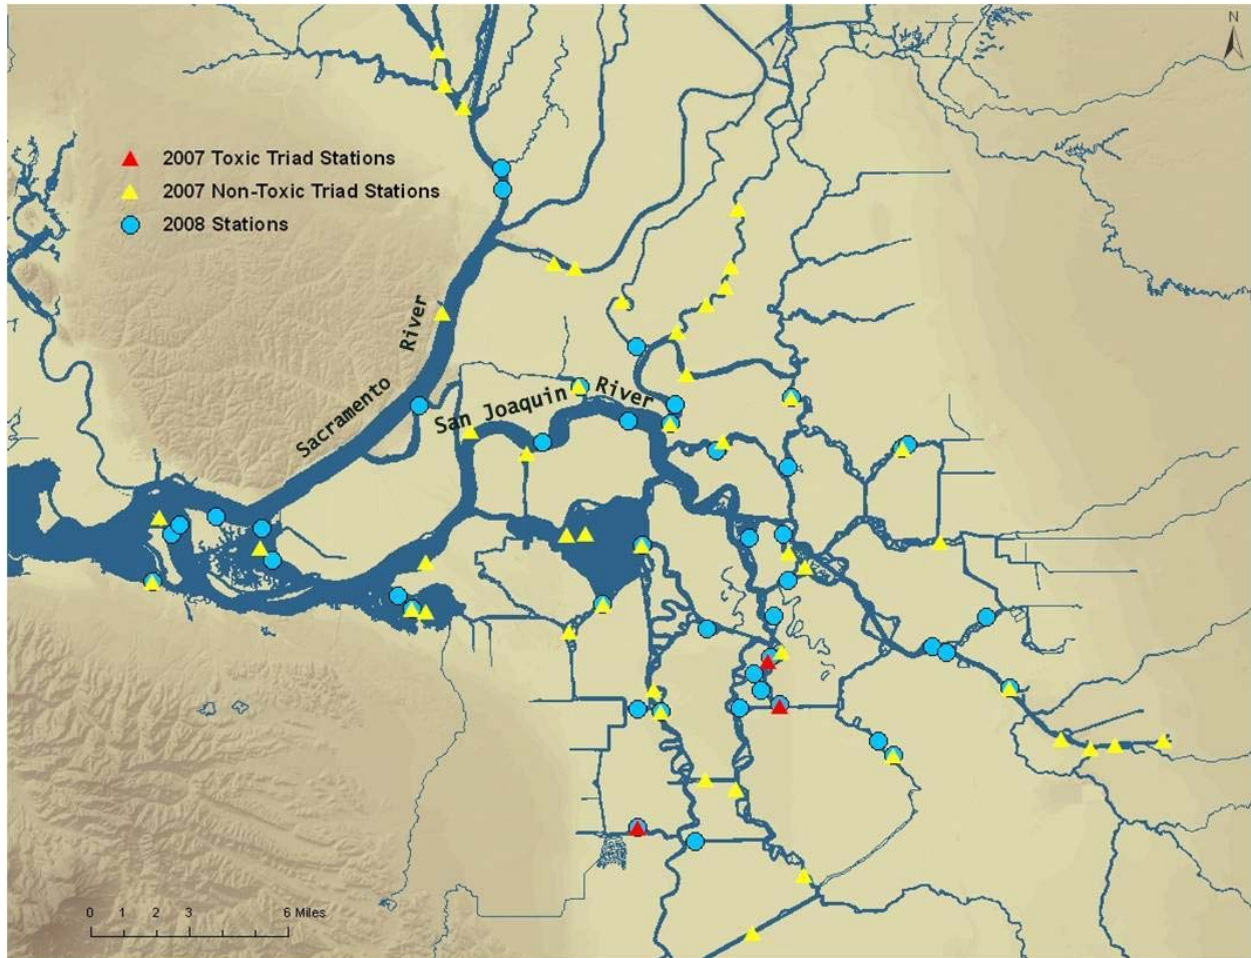 N
2007 Toxic Triad Stations
2007 Non-Toxic Triad Stations
2008 Stations
Sacramento River
San Joaquin River
0 1 2 3 6 Miles